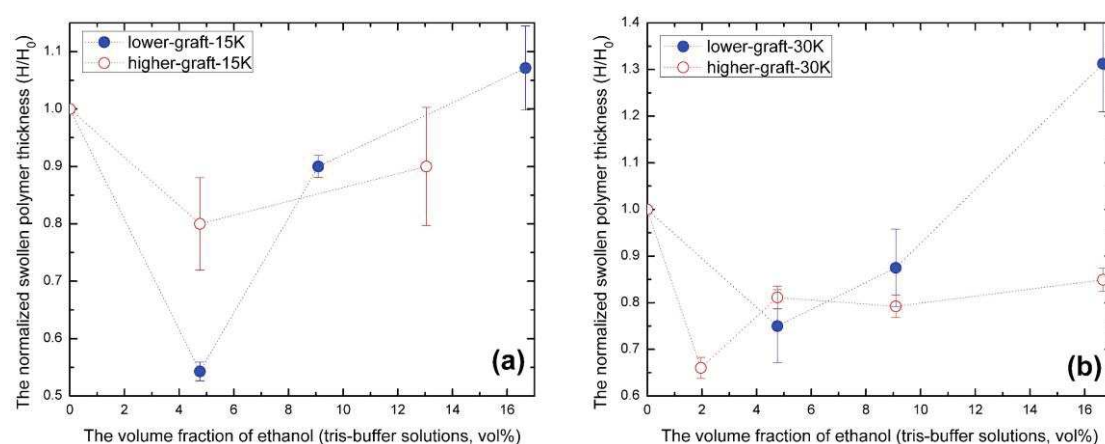 The normalized swollen polymer thickness (H/H₀)
1.1
1.0
0.9
0.8
0.7
0.6
0.5
lower-graft-15K
higher-graft-15K
(a)
0 2 4 6 8 10 12 14 16
The volume fraction of ethanol (tris-buffer solutions, vol%)
The normalized swollen polymer thickness (H/H₀)
1.4
1.3
1.2
1.1
1.0
0.9
0.8
0.7
0.6
lower-graft-30K
higher-graft-30K
(b)
0 2 4 6 8 10 12 14 16
The volume fraction of ethanol (tris-buffer solutions, vol%)